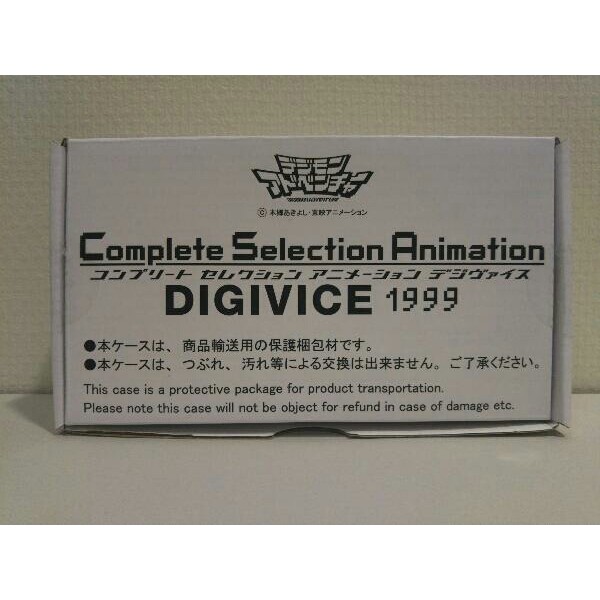 デジモン
アドベンチャー
© 本郷あきよし・東映アニメーション
Complete Selection Animation
コンプリート セレクション アニメーション デジヴァイス
DIGIVICE 1999
●本ケースは、商品輸送用の保護梱包材です。
●本ケースは、つぶれ、汚れ等による交換は出来ません。ご了承ください。
This case is a protective package for product transportation.
Please note this case will not be object for refund in case of damage etc.